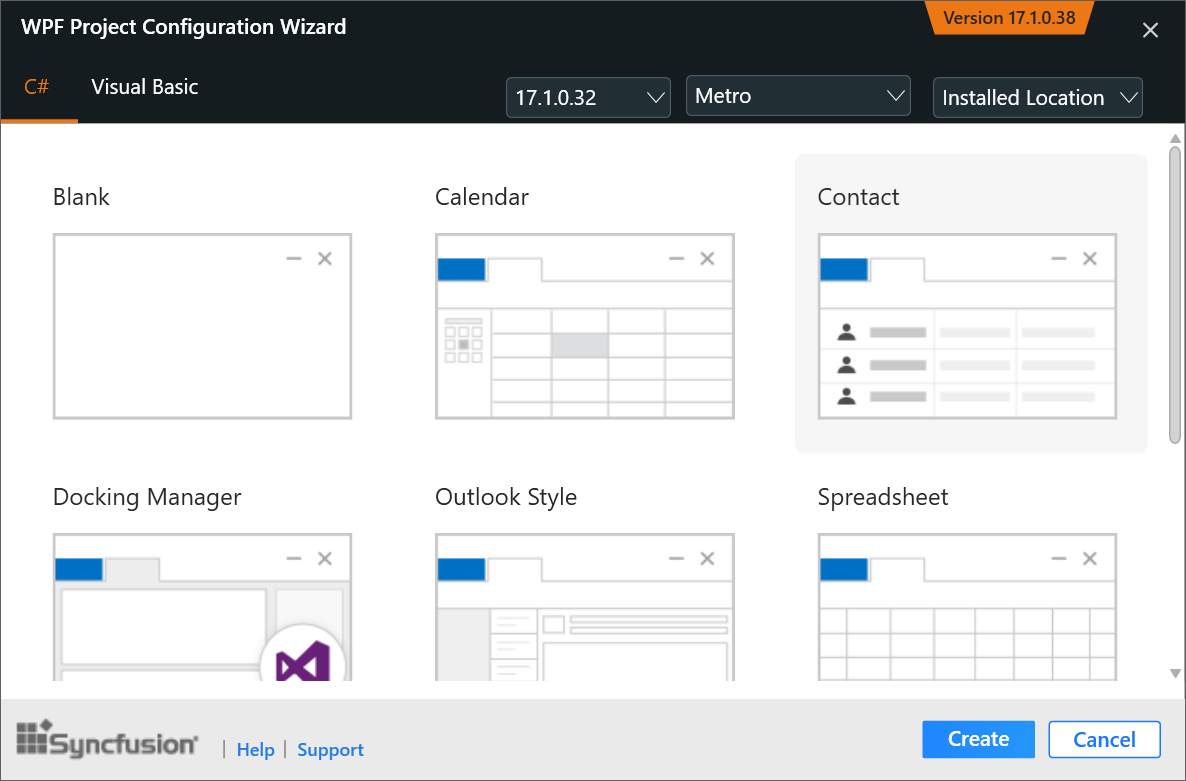 WPF Project Configuration Wizard
Version 17.1.0.38
C#
Visual Basic
17.1.0.32
Metro
Installed Location
Blank
Calendar
Contact
Docking Manager
Outlook Style
Spreadsheet
Syncfusion
| Help | Support
Create
Cancel